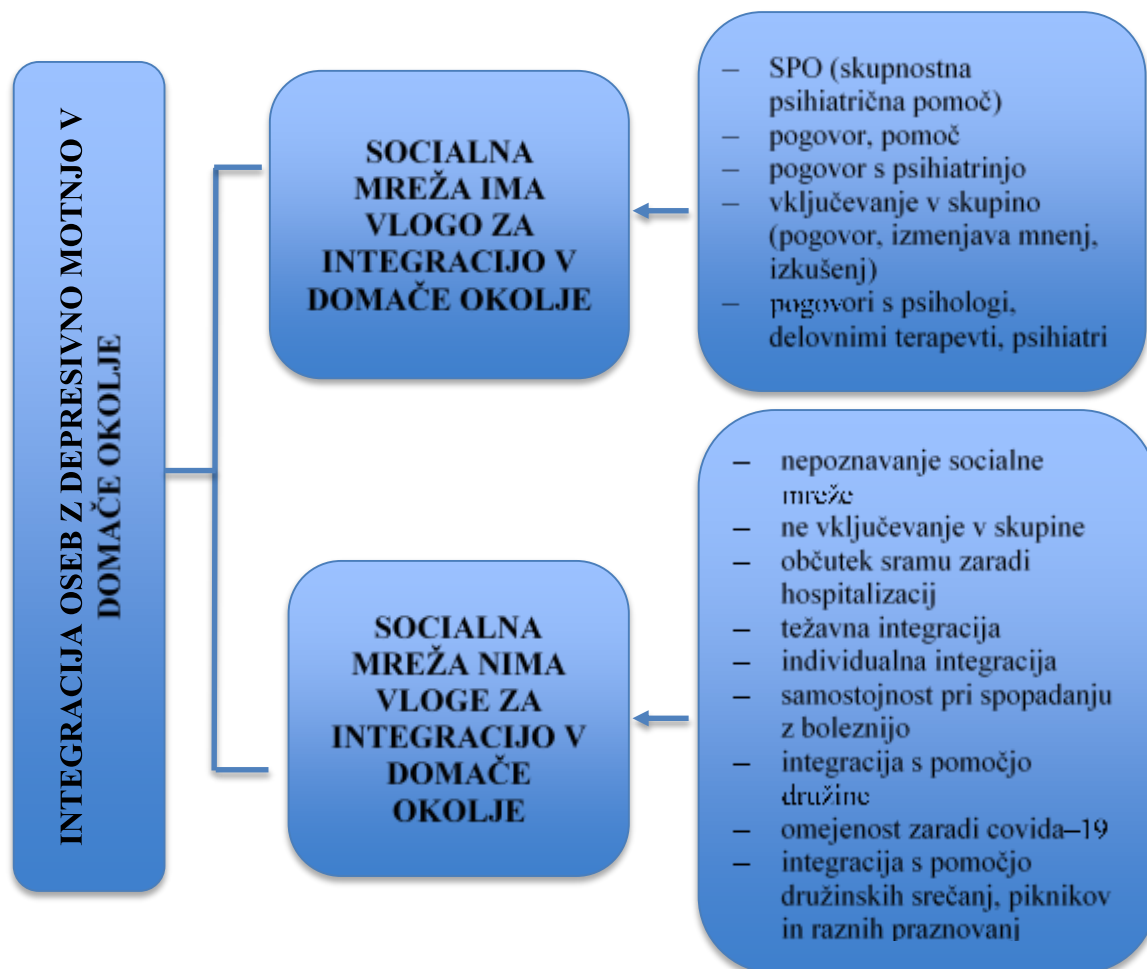 INTEGRACIJA OSEB Z DEPRESIVNO MOTNJO V
DOMAČE OKOLJE
SOCIALNA
MREŽA IMA
VLOGO ZA
INTEGRACIJO V
DOMAČE OKOLJE
– SPO (skupnostna
psihiatrična pomoč)
– pogovor, pomoč
– pogovor s psihiatrinjo
– vključevanje v skupino
(pogovor, izmenjava mnenj,
izkušenj)
– pogovori s psihologi,
delovnimi terapevti, psihiatri
SOCIALNA
MREŽA NIMA
VLOGE ZA
INTEGRACIJO V
DOMAČE
OKOLJE
– nepoznavanje socialne
mreže
– ne vključevanje v skupine
– občutek sramu zaradi
hospitalizacij
– težavna integracija
– individualna integracija
– samostojnost pri spopadanju
z boleznijo
– integracija s pomočjo
družine
– omejenost zaradi covida–19
– integracija s pomočjo
družinskih srečanj, piknikov
in raznih praznovanj